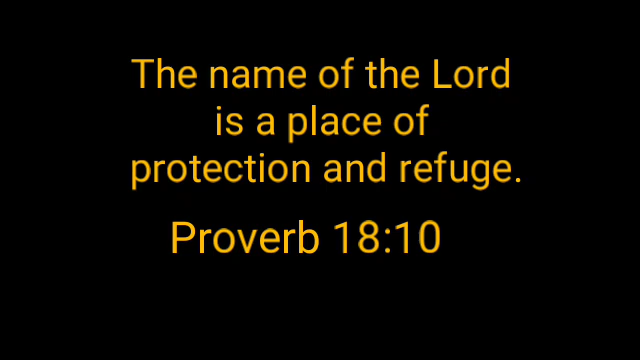 The name of the Lord
is a place of
protection and refuge.
Proverb 18:10